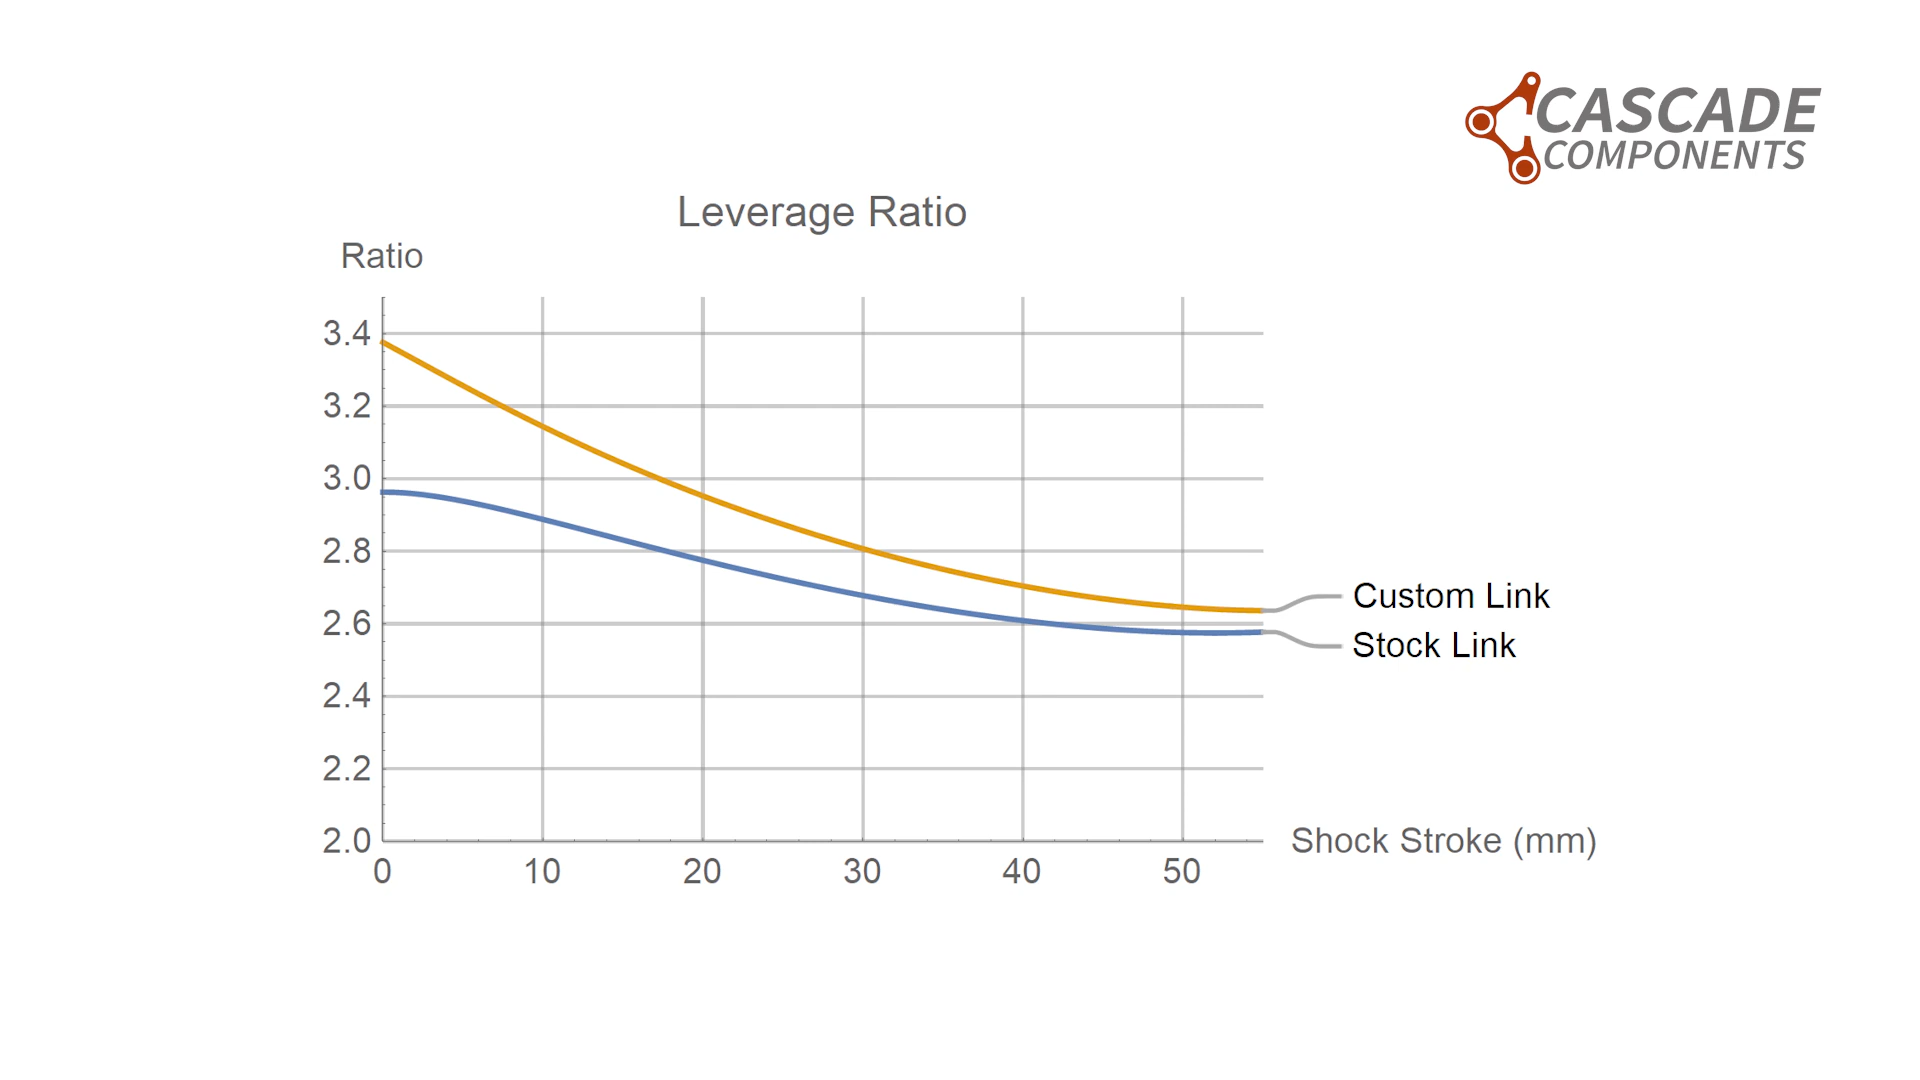 CASCADE
COMPONENTS
Leverage Ratio
Ratio
3.4
3.2
3.0
2.8
2.6
2.4
2.2
2.0
Custom Link
Stock Link
0 10 20 30 40 50
Shock Stroke (mm)